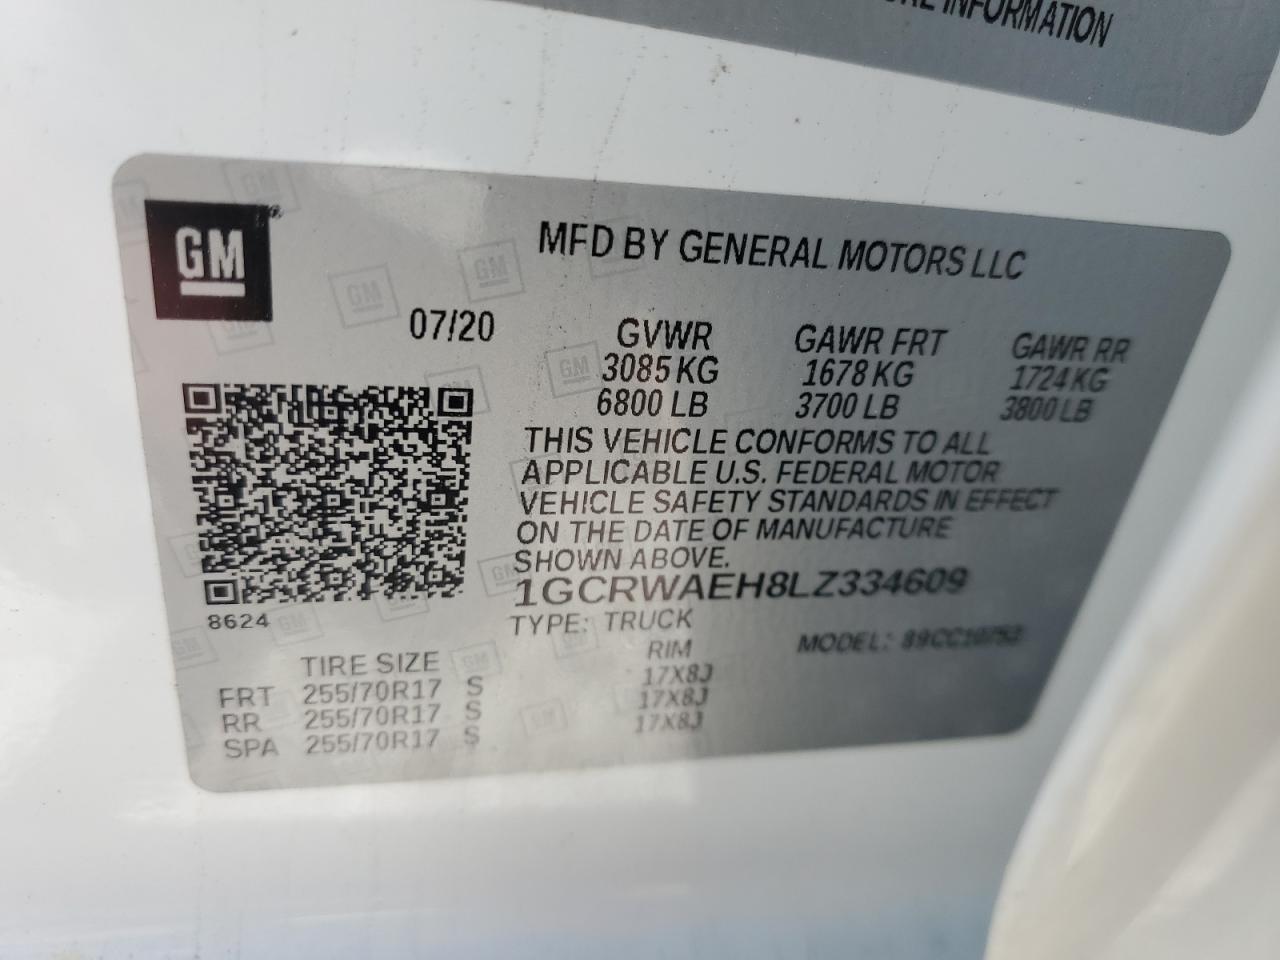 INFORMATION
GM
MFD BY GENERAL MOTORS LLC
07/20
GVWR GAWR FRT GAWR RR
3085 KG 1678 KG 1724 KG
6800 LB 3700 LB 3800 LB
THIS VEHICLE CONFORMS TO ALL
APPLICABLE U.S. FEDERAL MOTOR
VEHICLE SAFETY STANDARDS IN EFFECT
ON THE DATE OF MANUFACTURE
SHOWN ABOVE.
1GCRWAEH8LZ334609
8624
TYPE: TRUCK
MODEL:
TIRE SIZE RIM
FRT 255/70R17 S 17X8J
RR 255/70R17 S 17X8J
SPA 255/70R17 S 17X8J